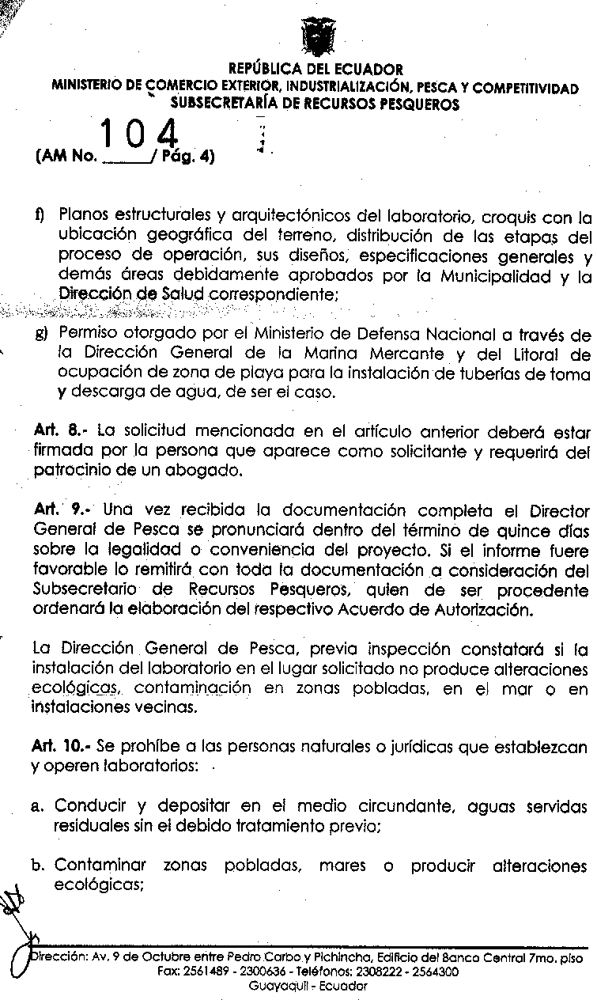 REPÚBLICA DEL ECUADOR
MINISTERIO DE COMERCIO EXTERIOR, INDUSTRIALIZACIÓN, PESCA Y COMPETITIVIDAD
SUBSECRETARÍA DE RECURSOS PESQUEROS
104
(AM No. _____/ Pág. 4)
f) Planos estructurales y arquitectónicos del laboratorio, croquis con la
ubicación geográfica del terreno, distribución de las etapas del
proceso de operación, sus diseños, especificaciones generales y
demás áreas debidamente aprobados por la Municipalidad y la
Dirección de Salud correspondiente;
g) Permiso otorgado por el Ministerio de Defensa Nacional a través de
la Dirección General de la Marina Mercante y del Litoral de
ocupación de zona de playa para la instalación de tuberías de toma
y descarga de agua, de ser el caso.
Art. 8.- La solicitud mencionada en el artículo anterior deberá estar
firmada por la persona que aparece como solicitante y requerirá del
patrocinio de un abogado.
Art. 9.- Una vez recibida la documentación completa el Director
General de Pesca se pronunciará dentro del término de quince días
sobre la legalidad o conveniencia del proyecto. Si el informe fuere
favorable lo remitirá con toda la documentación a consideración del
Subsecretario de Recursos Pesqueros, quien de ser procedente
ordenará la elaboración del respectivo Acuerdo de Autorización.
La Dirección General de Pesca, previa inspección constatará si la
instalación del laboratorio en el lugar solicitado no produce alteraciones
ecológicas, contaminación en zonas pobladas, en el mar o en
instalaciones vecinas.
Art. 10.- Se prohíbe a las personas naturales o jurídicas que establezcan
y operen laboratorios:
a. Conducir y depositar en el medio circundante, aguas servidas
residuales sin el debido tratamiento previo;
b. Contaminar zonas pobladas, mares o producir alteraciones
ecológicas;
Dirección: Av. 9 de Octubre entre Pedro Carbo y Pichincha, Edificio del Banco Central 7mo. piso
Fax: 2561489 - 2300636 - Teléfonos: 2308222 - 2564300
Guayaquil - Ecuador